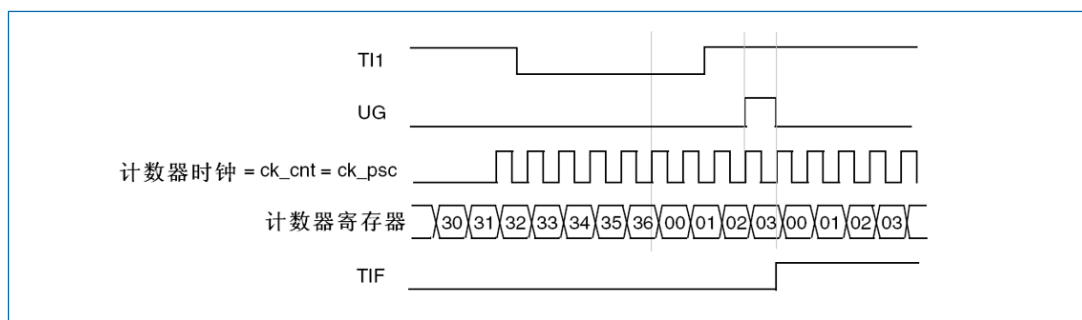 TI1
UG
计数器时钟 = ck_cnt = ck_psc
计数器寄存器 30 31 32 33 34 35 36 00 01 02 03 00 01 02 03
TIF